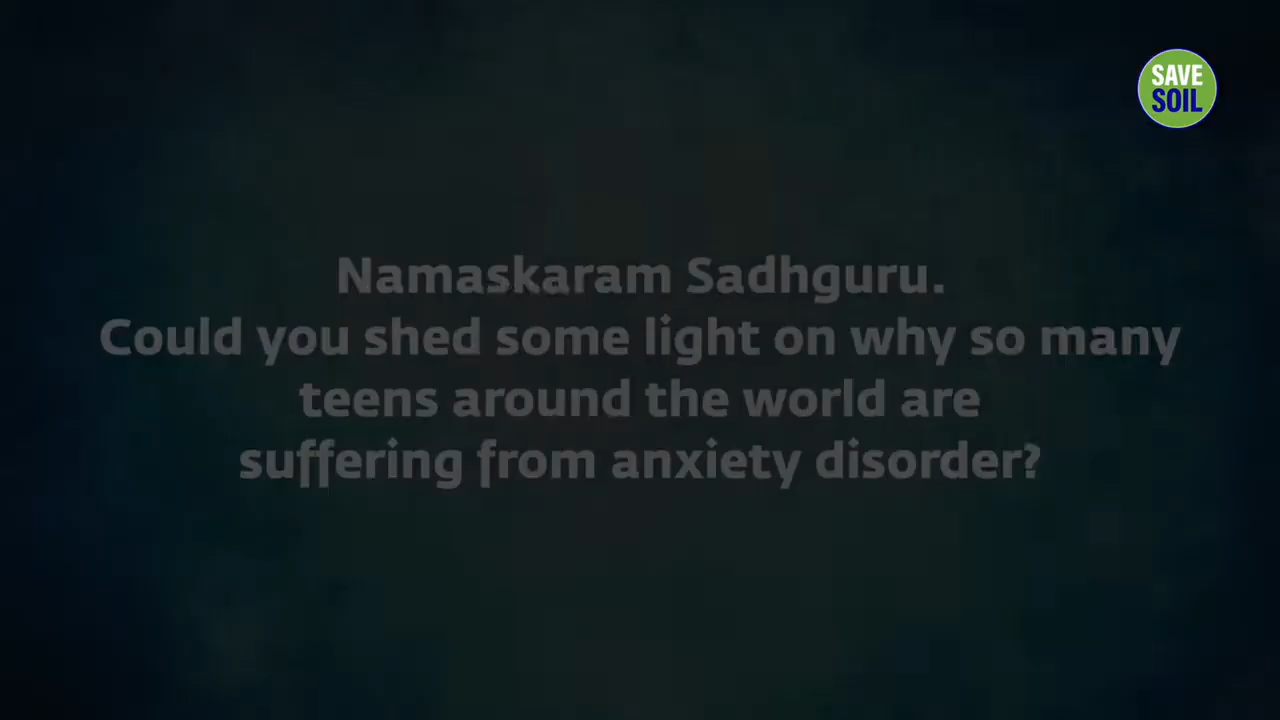 SAVE
SOIL
Namaskaram Sadhguru.
Could you shed some light on why so many
teens around the world are
suffering from anxiety disorder?